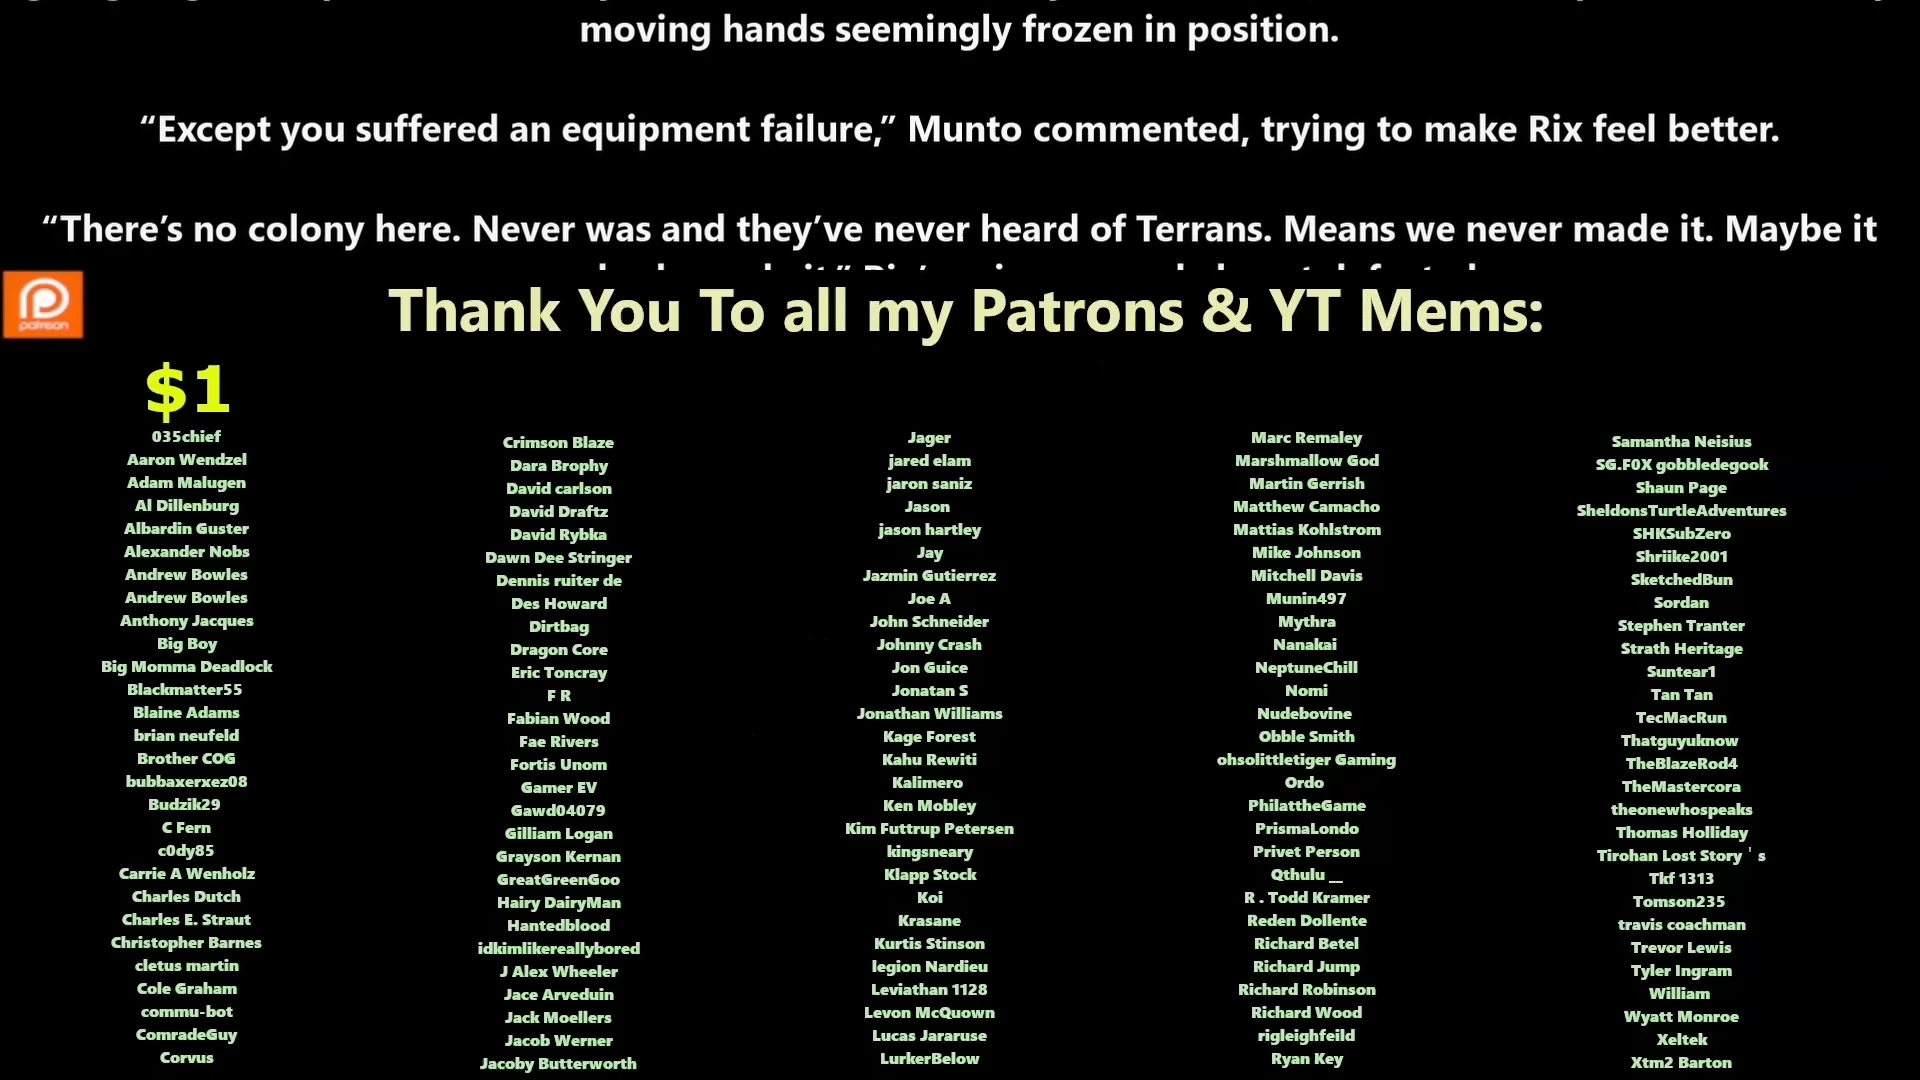 moving hands seemingly frozen in position.
“Except you suffered an equipment failure,” Munto commented, trying to make Rix feel better.
“There’s no colony here. Never was and they’ve never heard of Terrans. Means we never made it. Maybe it
patreon
Thank You To all my Patrons & YT Mems:
$1
035chief
Aaron Wendzel
Adam Malugen
Al Dillenburg
Albardin Guster
Alexander Nobs
Andrew Bowles
Andrew Bowles
Anthony Jacques
Big Boy
Big Momma Deadlock
Blackmatter55
Blaine Adams
brian neufeld
Brother COG
bubbaxerxez08
Budzik29
C Fern
c0dy85
Carrie A Wenholz
Charles Dutch
Charles E. Straut
Christopher Barnes
cletus martin
Cole Graham
commu-bot
ComradeGuy
Corvus
Crimson Blaze
Dara Brophy
David carlson
David Draftz
David Rybka
Dawn Dee Stringer
Dennis ruiter de
Des Howard
Dirtbag
Dragon Core
Eric Toncray
F R
Fabian Wood
Fae Rivers
Fortis Unom
Gamer EV
Gawd04079
Gilliam Logan
Grayson Kernan
GreatGreenGoo
Hairy DairyMan
Hantedblood
idkimlikereallybored
J Alex Wheeler
Jace Arveduin
Jack Moellers
Jacob Werner
Jacoby Butterworth
Jager
jared elam
jaron saniz
Jason
jason hartley
Jay
Jazmin Gutierrez
Joe A
John Schneider
Johnny Crash
Jon Guice
Jonatan S
Jonathan Williams
Kage Forest
Kahu Rewiti
Kalimero
Ken Mobley
Kim Futtrup Petersen
kingsneary
Klapp Stock
Koi
Krasane
Kurtis Stinson
legion Nardieu
Leviathan 1128
Levon McQuown
Lucas Jararuse
LurkerBelow
Marc Remaley
Marshmallow God
Martin Gerrish
Matthew Camacho
Mattias Kohlstrom
Mike Johnson
Mitchell Davis
Munin497
Mythra
Nanakai
NeptuneChill
Nomi
Nudebovine
Obble Smith
ohsolittletiger Gaming
Ordo
PhilattheGame
PrismaLondo
Privet Person
Qthulu __
R . Todd Kramer
Reden Dollente
Richard Betel
Richard Jump
Richard Robinson
Richard Wood
rigleighfeild
Ryan Key
Samantha Neisius
SG.F0X gobbledegook
Shaun Page
SheldonsTurtleAdventures
SHKSubZero
Shriike2001
SketchedBun
Sordan
Stephen Tranter
Strath Heritage
Suntear1
Tan Tan
TecMacRun
Thatguyuknow
TheBlazeRod4
TheMastercora
theonewhospeaks
Thomas Holliday
Tirohan Lost Story ' s
Tkf 1313
Tomson235
travis coachman
Trevor Lewis
Tyler Ingram
William
Wyatt Monroe
Xeltek
Xtm2 Barton